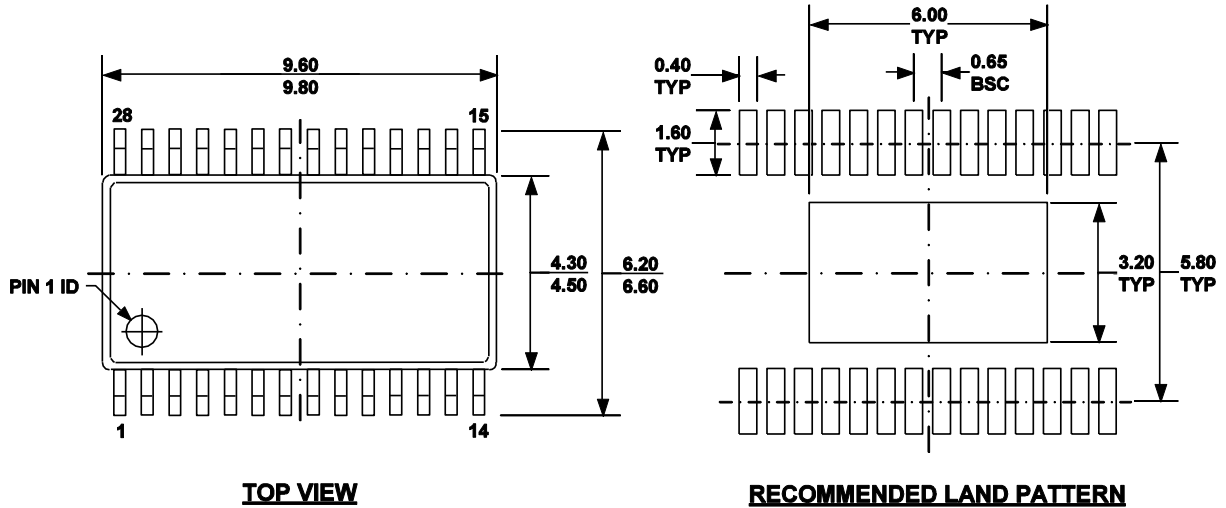 9.60
9.80
28
15
4.30
4.50
6.20
6.60
PIN 1 ID
1
14
TOP VIEW
6.00
TYP
0.40
TYP
0.65
BSC
1.60
TYP
3.20
TYP
5.80
TYP
RECOMMENDED LAND PATTERN